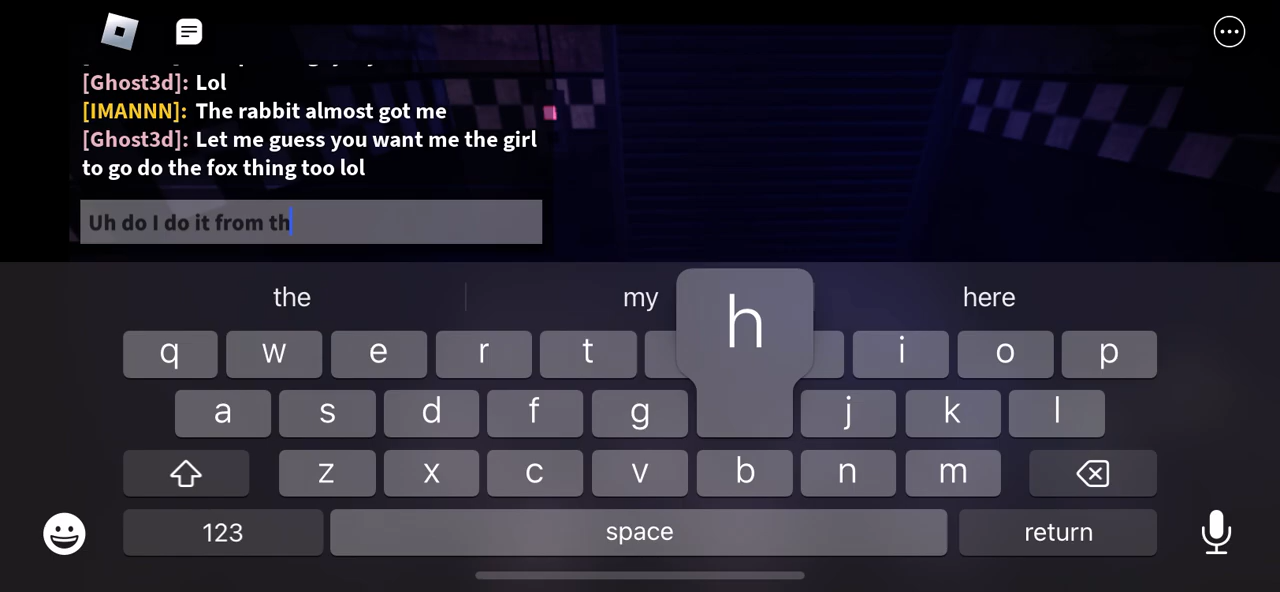 [Ghost3d]: Lol
[IMANNN]: The rabbit almost got me
[Ghost3d]: Let me guess you want me the girl
to go do the fox thing too lol
Uh do I do it from th
the my here
h
q w e r t i o p
a s d f g j k l
z x c v b n m
123 space return